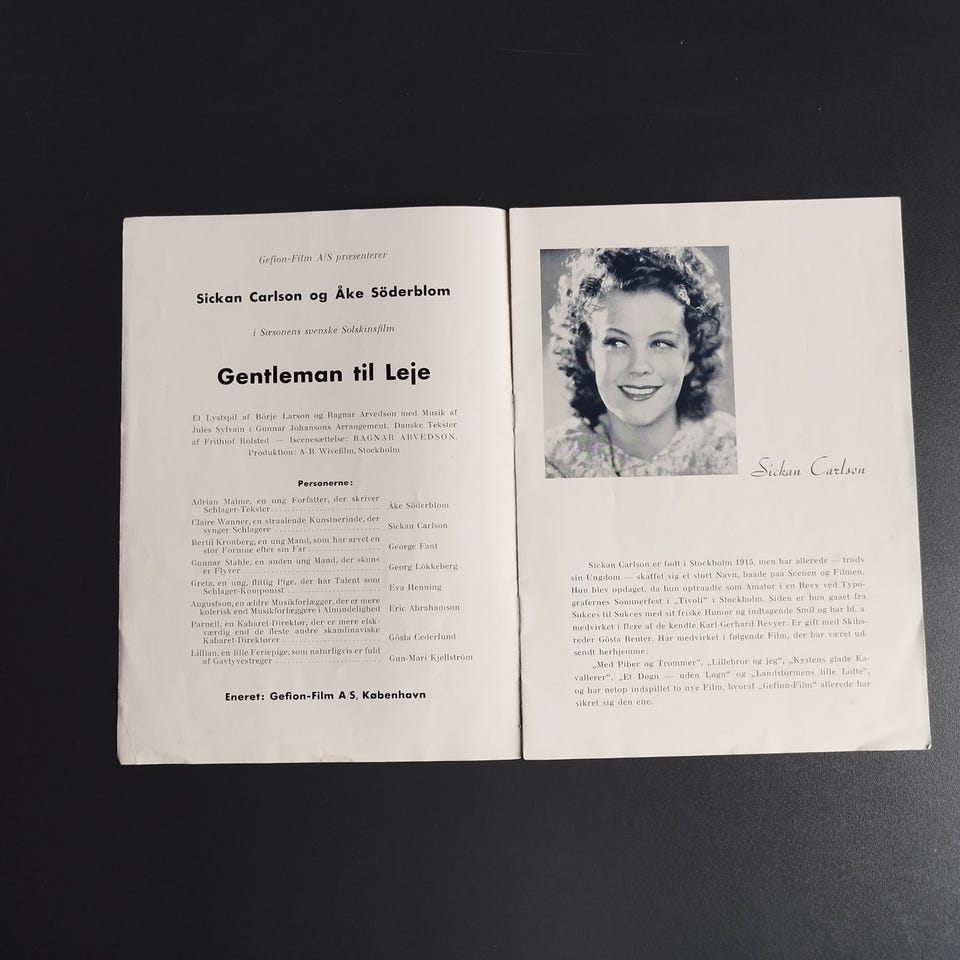 Gefion-Film A/S præsenterer
Sickan Carlson og Åke Söderblom
i Sæsonens svenske Solskinsfilm
Gentleman til Leje
Et Lystspil af Börje Larson og Ragnar Arvedson med Musik af
Jules Sylvain i Gunnar Johansons Arrangement. Danske Tekster
af Frithiof Rolsted — Iscenesættelse: RAGNAR ARVEDSON.
Produktion: A-B. Wivefilm, Stockholm
Personerne:
Adrian Malme, en ung Forfatter, der skriver
Schlager-Tekster .......... Åke Söderblom
Claire Wanner, en straalende Kunstnerinde, der
synger Schlagere .......... Sickan Carlson
Bertil Kronberg, en ung Mand, som har arvet en
stor Formue efter sin Far .......... George Fant
Gunnar Ståhle, en anden ung Mand, der »kun«
er Flyver .......... Georg Lökkeberg
Greta, en ung, flittig Pige, der har Talent som
Schlager-Komponist .......... Eva Henning
Augustson, en ældre Musikforlægger, der er mere
kolerisk end Musikforlæggere i Almindelighed Eric Abrahamson
Parnell, en Kabaret-Direktør, der er mere elsk-
værdig end de fleste andre skandinaviske
Kabaret-Direktører .......... Gösta Cederlund
Lillian, en lille Feriepige, som naturligvis er fuld
af Gavtyvestreger .......... Gun-Mari Kjellström
Eneret: Gefion-Film A/S, København
Sickan Carlson
Sickan Carlson er født i Stockholm 1915, men har allerede — trods
sin Ungdom — skaffet sig et stort Navn, baade paa Scenen og Filmen.
Hun blev opdaget, da hun optraadte som Amatør i en Revy ved Typo-
grafernes Sommerfest i „Tivoli“ i Stockholm. Siden er hun gaaet fra
Sukces til Sukces med sit friske Humør og indtagende Smil og har bl. a.
medvirket i flere af de kendte Karl-Gerhard Revyer. Er gift med Skibs-
reder Gösta Reuter. Har medvirket i følgende Film, der har været ud-
sendt herhjemme:
„Med Piber og Trommer“, „Lillebror og jeg“, „Kystens glade Ka-
vallerer“, „Et Døgn — uden Løgn“ og „Landstormens lille Lotte“,
og har netop indspillet to nye Film, hvoraf „Gefion-Film“ allerede har
sikret sig den ene.